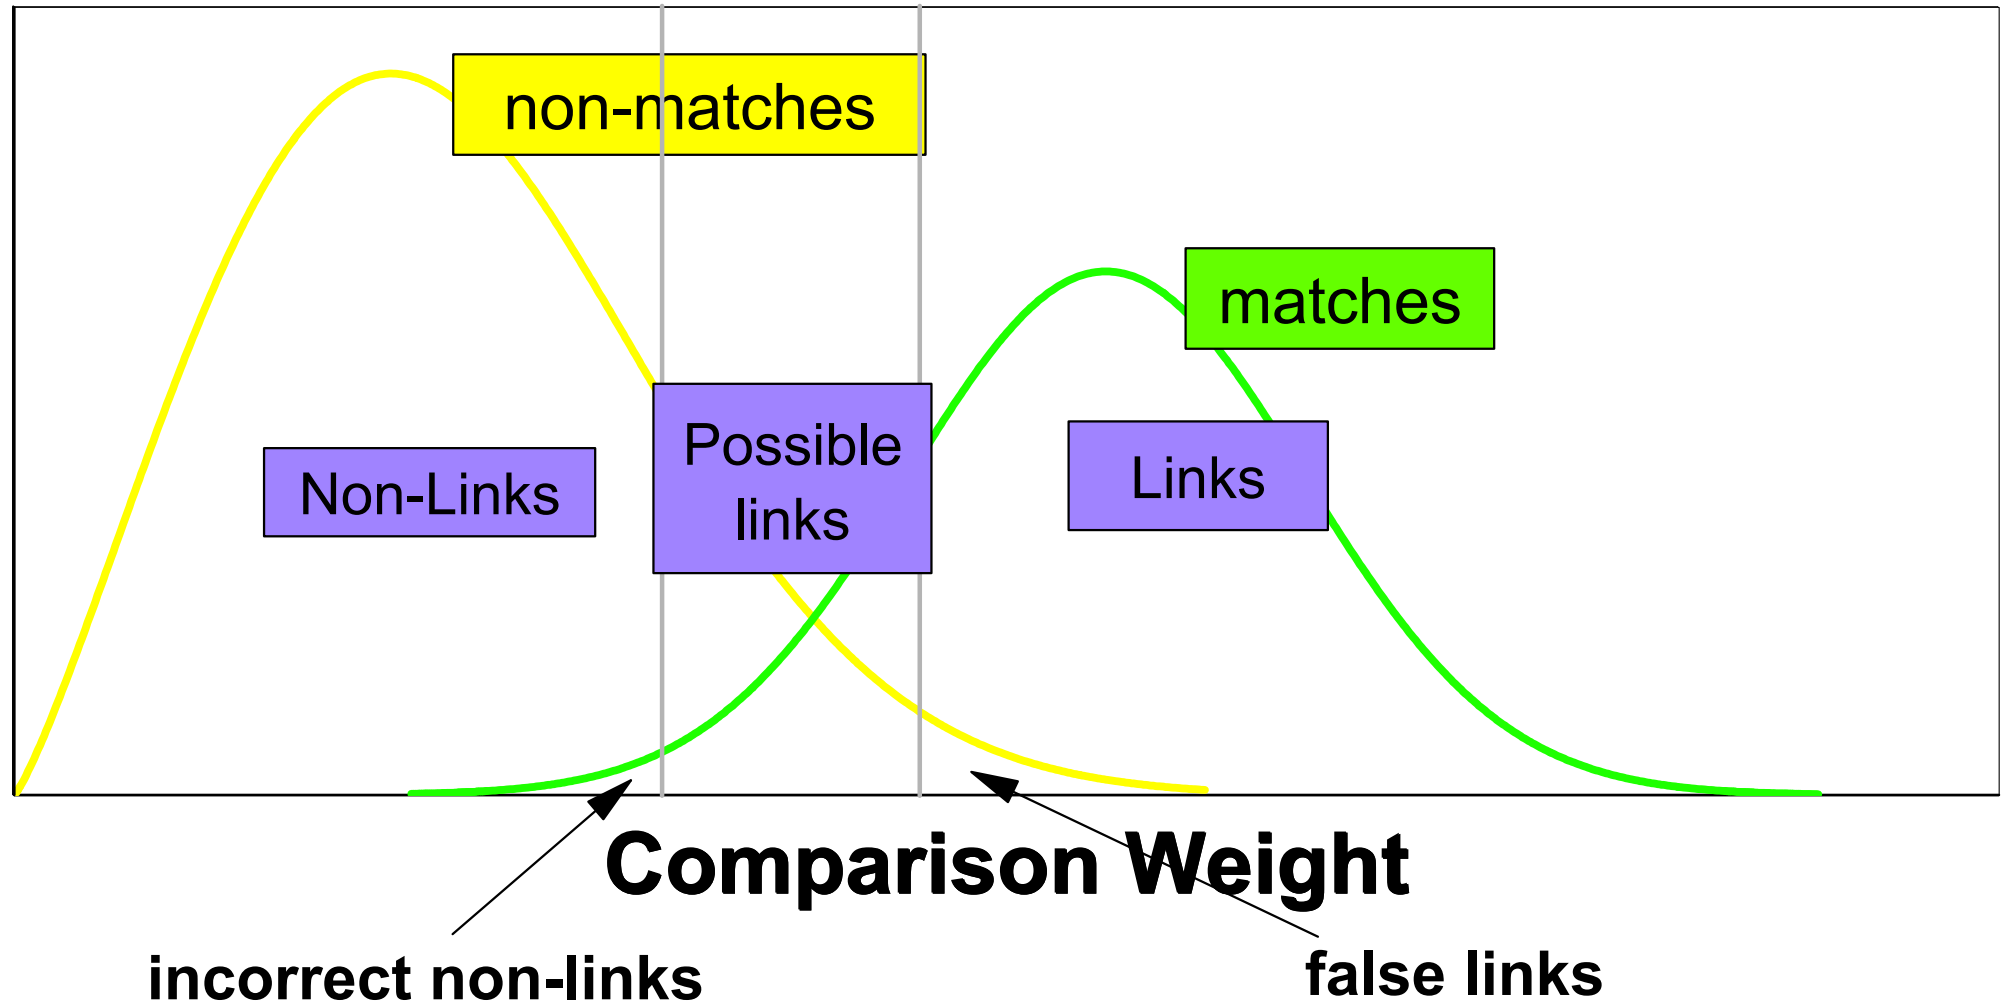 non-matches
matches
Possible
links
Links
Non-Links
Comparison Weight
incorrect non-links
false links